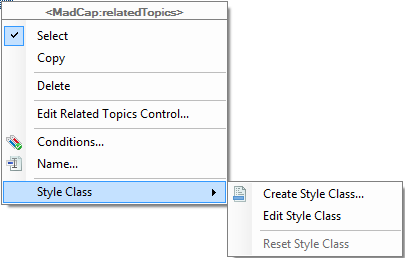 <MadCap:relatedTopics>
Select
Copy
Delete
Edit Related Topics Control...
Conditions...
Name...
Style Class
Create Style Class...
Edit Style Class
Reset Style Class